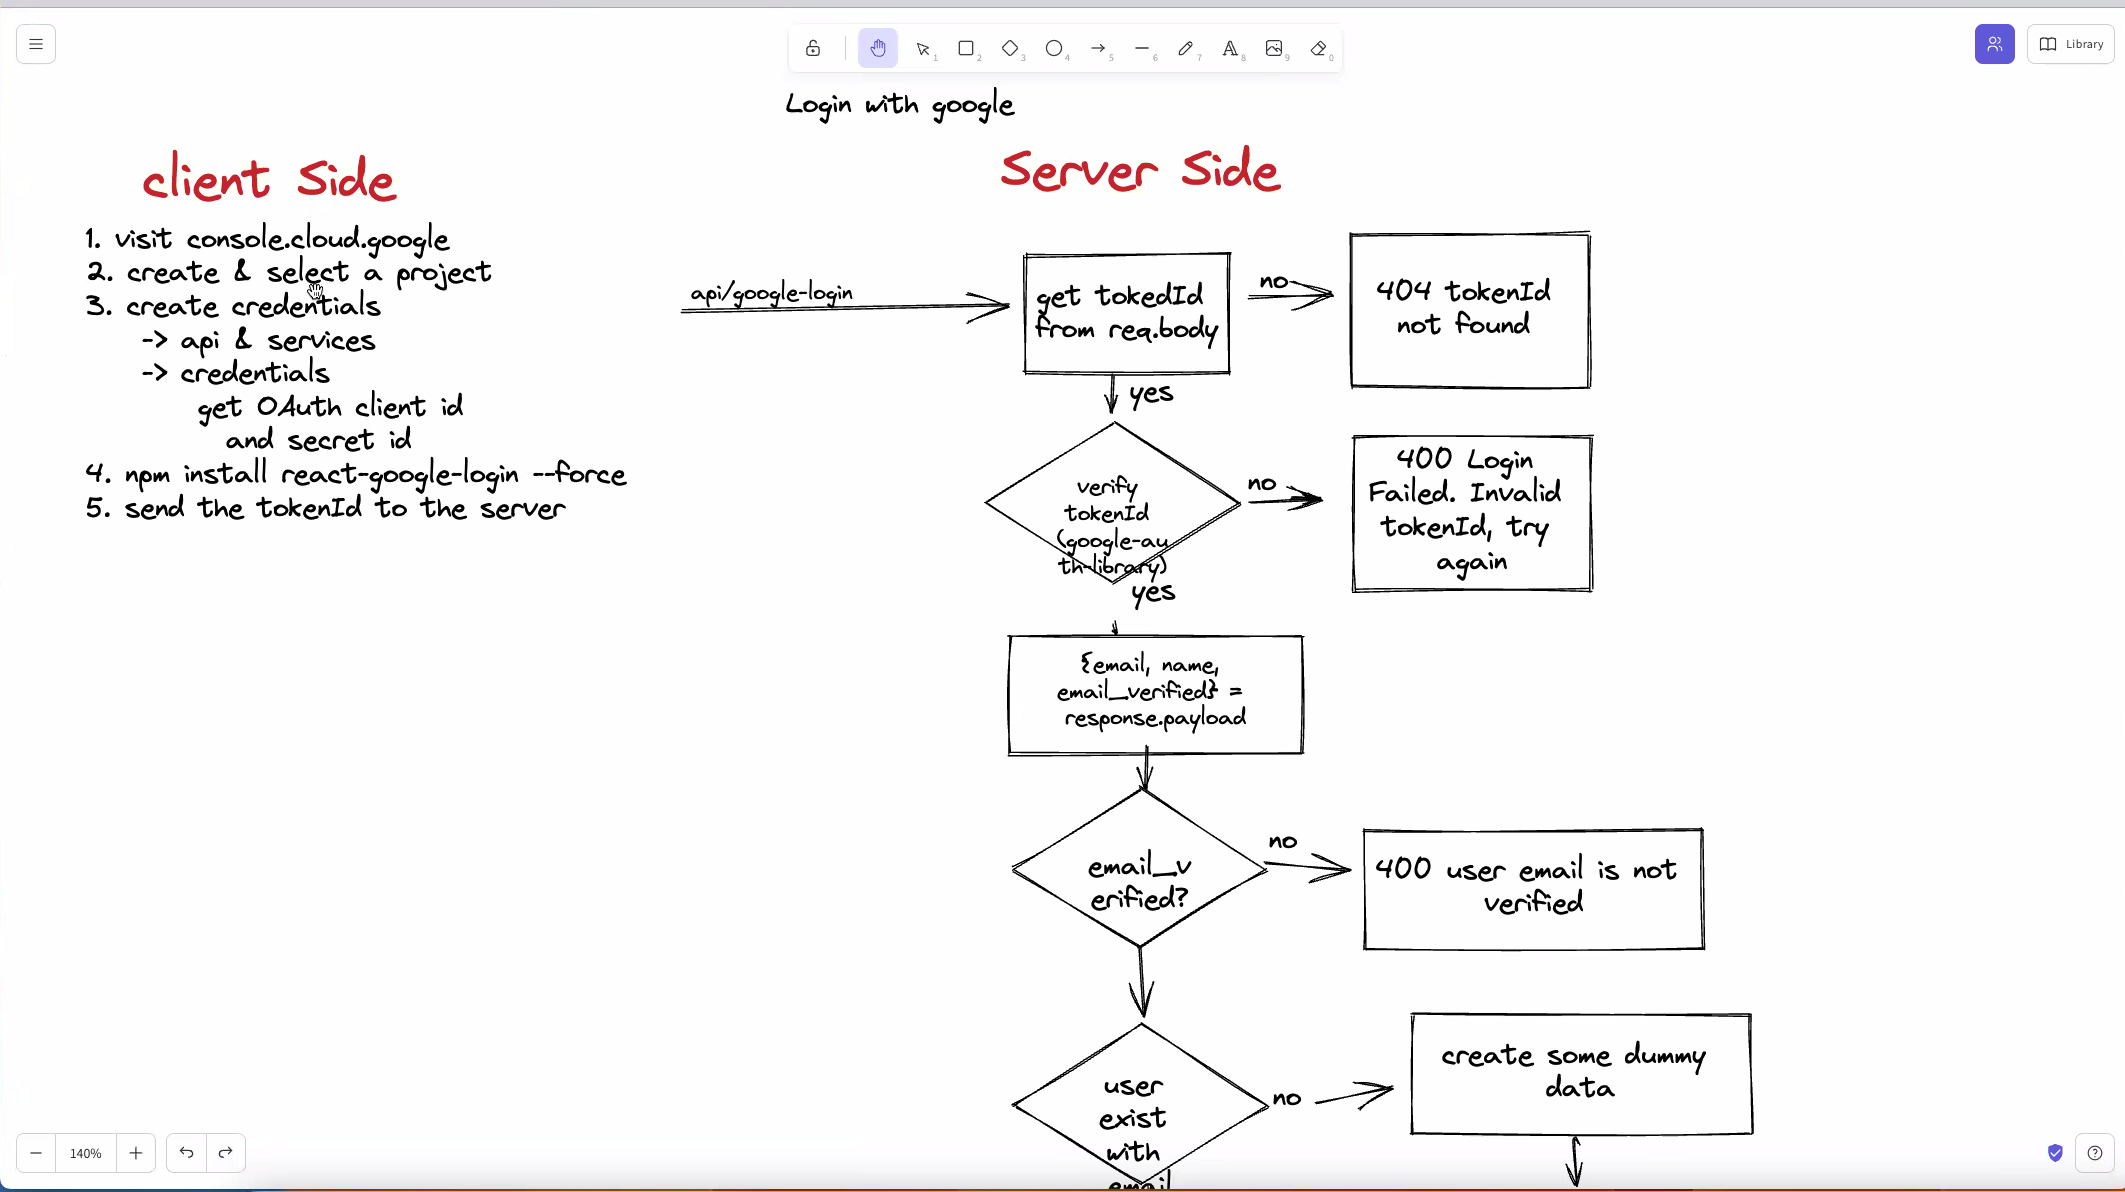 1
2
3
4
5
6
7
8
9
0
Library
Login with google
client Side
1. visit console.cloud.google
2. create & select a project
3. create credentials
-> api & services
-> credentials
get OAuth client id
and secret id
4. npm install react-google-login --force
5. send the tokenId to the server
Server Side
api/google-login
get tokedId
from req.body
no
404 tokenId
not found
yes
verify
tokenId
(google-au
th-library)
no
400 Login
Failed. Invalid
tokenId, try
again
yes
{email, name,
email_verified} =
response.payload
email_v
erified?
no
400 user email is not
verified
user
exist
with
email
no
create some dummy
data
140%